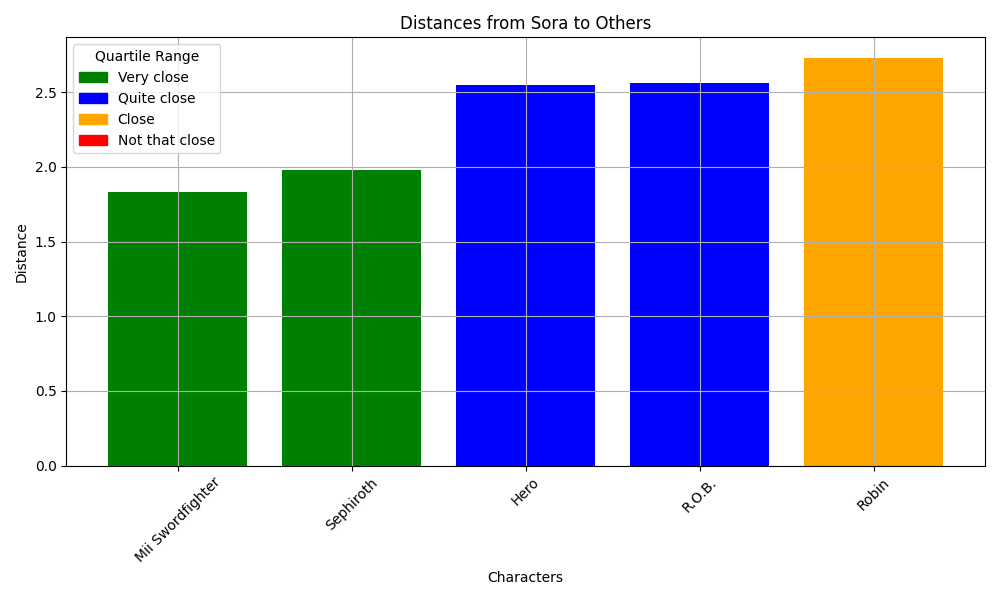 Distances from Sora to Others
Quartile Range
Very close
Quite close
Close
Not that close
Distance
2.5
2.0
1.5
1.0
0.5
0.0
Mii Swordfighter
Sephiroth
Hero
R.O.B.
Robin
Characters